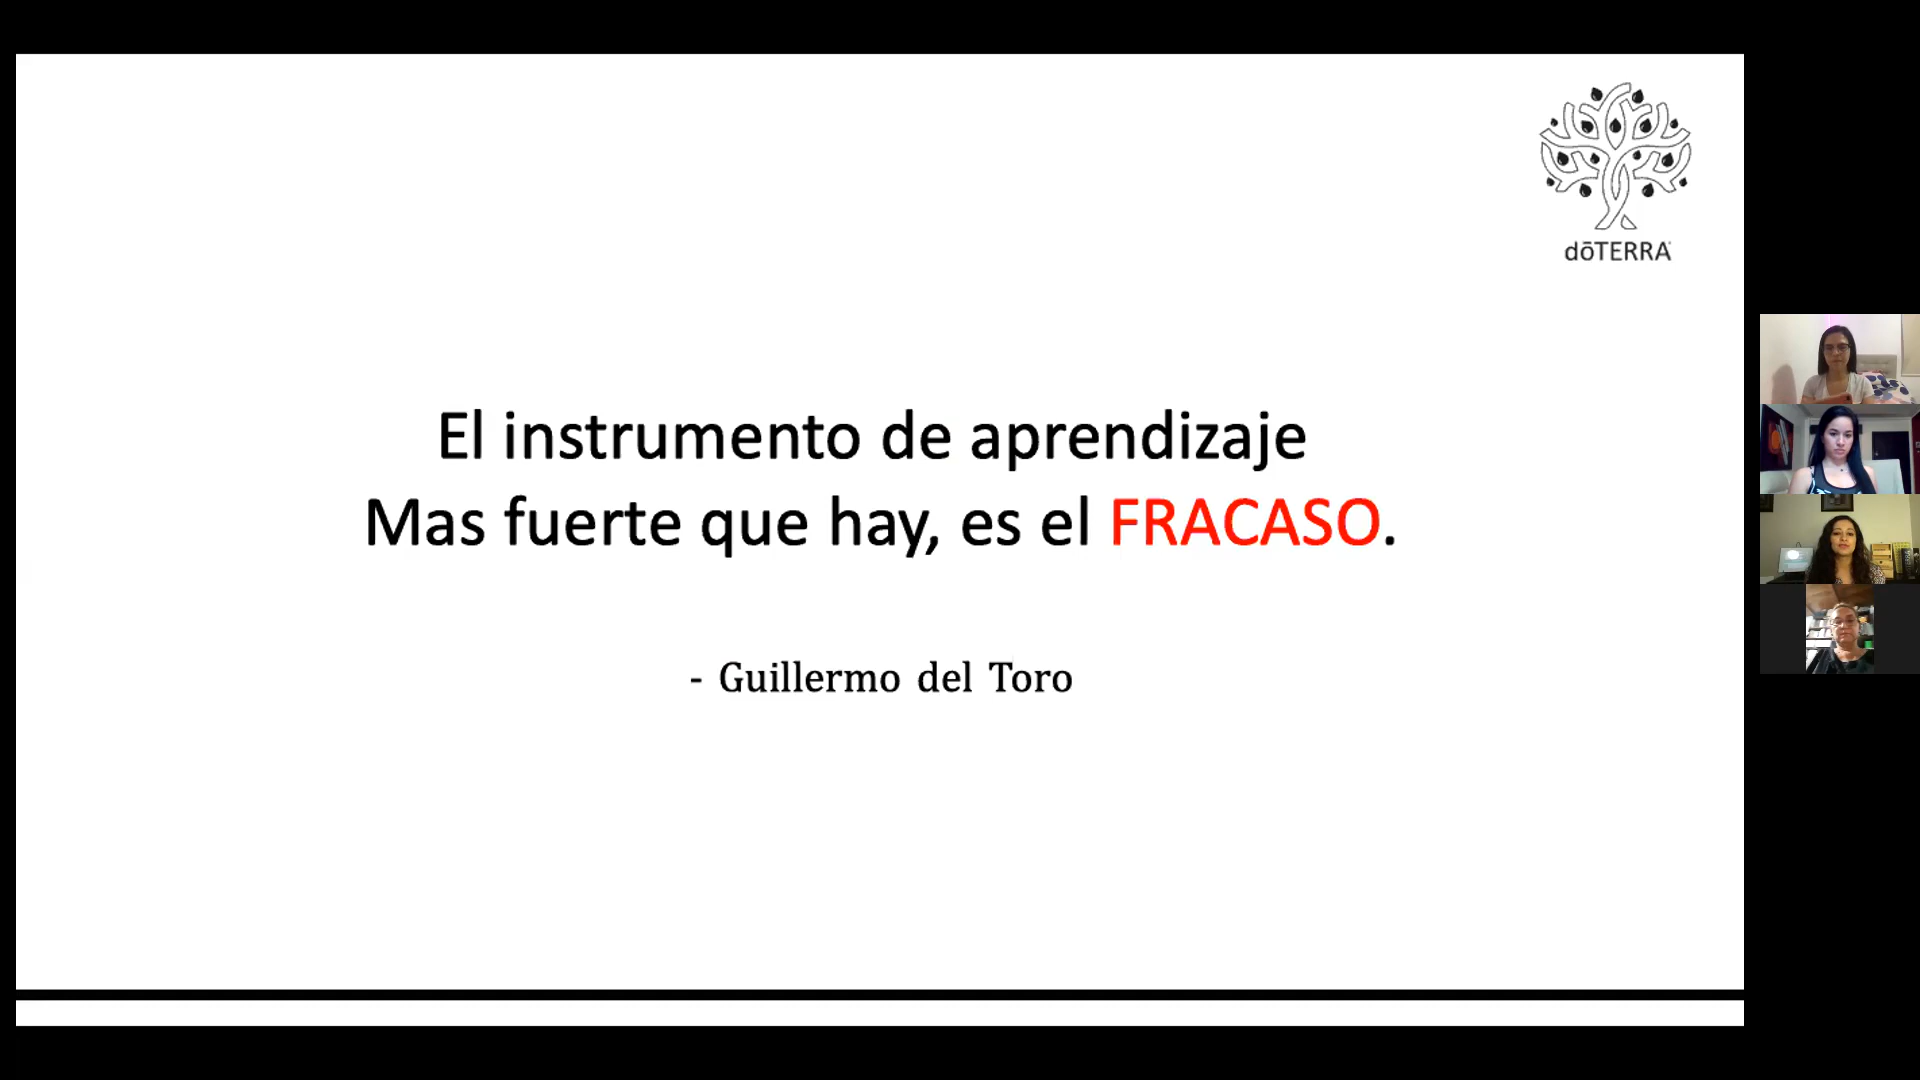 dōTERRA
El instrumento de aprendizaje
Mas fuerte que hay, es el FRACASO.
- Guillermo del Toro